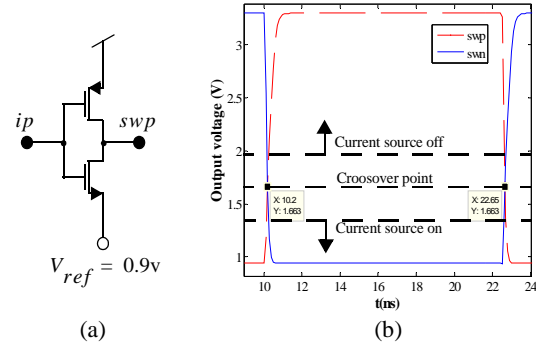 ip
swp
V_ref = 0.9v
(a)
Output voltage (V)
3
2.5
2
1.5
1
swp
swn
Current source off
Croosover point
X: 10.2
Y: 1.663
X: 22.65
Y: 1.663
Current source on
10 12 14 16 18 20 22 24
t(ns)
(b)